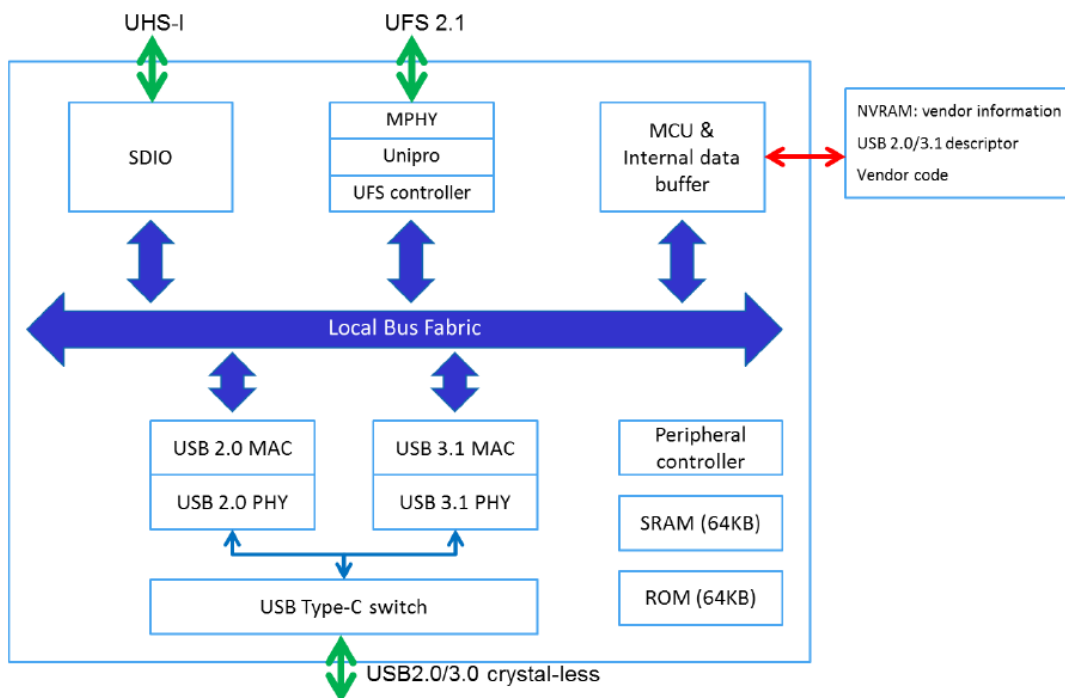 UHS-I
UFS 2.1
SDIO
MPHY
Unipro
UFS controller
MCU &
Internal data
buffer
NVRAM: vendor information
USB 2.0/3.1 descriptor
Vendor code
Local Bus Fabric
USB 2.0 MAC
USB 2.0 PHY
USB 3.1 MAC
USB 3.1 PHY
Peripheral
controller
SRAM (64KB)
ROM (64KB)
USB Type-C switch
USB2.0/3.0 crystal-less